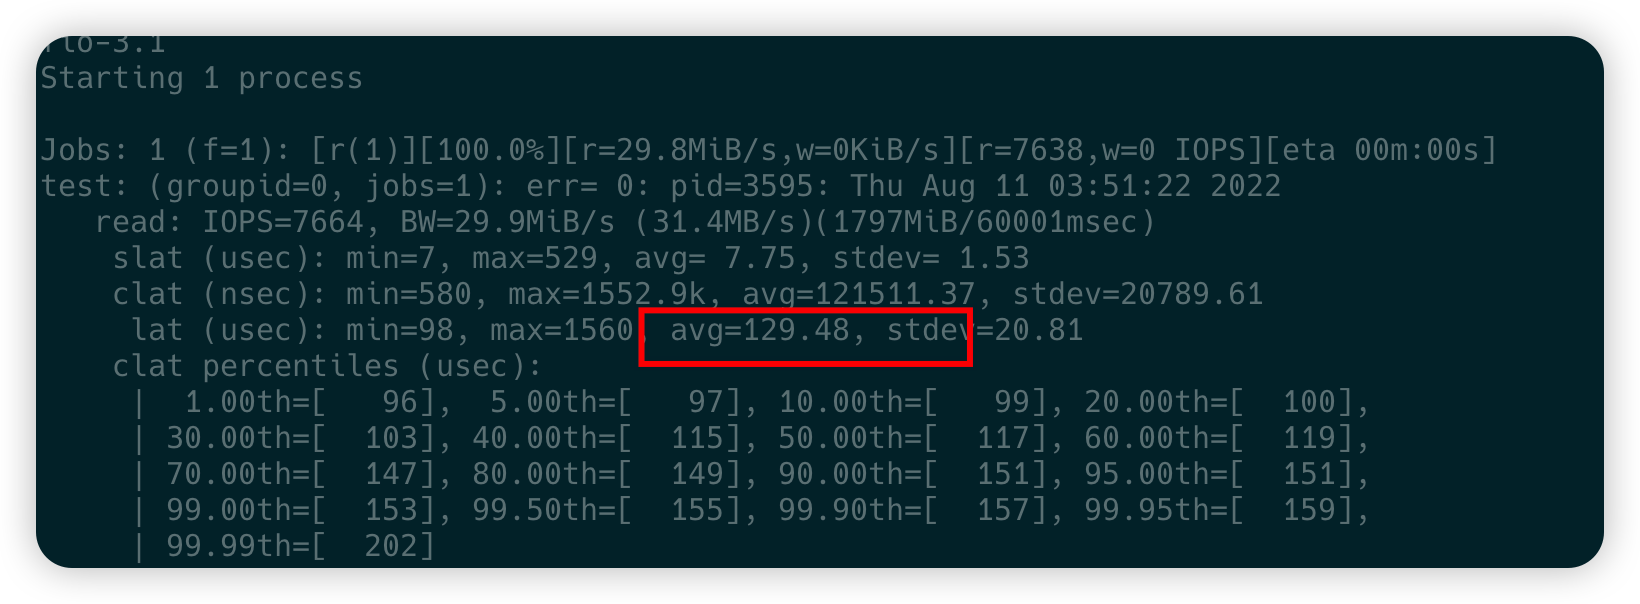 fio-3.1
Starting 1 process
Jobs: 1 (f=1): [r(1)][100.0%][r=29.8MiB/s,w=0KiB/s][r=7638,w=0 IOPS][eta 00m:00s]
test: (groupid=0, jobs=1): err= 0: pid=3595: Thu Aug 11 03:51:22 2022
   read: IOPS=7664, BW=29.9MiB/s (31.4MB/s)(1797MiB/60001msec)
    slat (usec): min=7, max=529, avg= 7.75, stdev= 1.53
    clat (nsec): min=580, max=1552.9k, avg=121511.37, stdev=20789.61
     lat (usec): min=98, max=1560, avg=129.48, stdev=20.81
    clat percentiles (usec):
     |  1.00th=[   96],  5.00th=[   97], 10.00th=[   99], 20.00th=[  100],
     | 30.00th=[  103], 40.00th=[  115], 50.00th=[  117], 60.00th=[  119],
     | 70.00th=[  147], 80.00th=[  149], 90.00th=[  151], 95.00th=[  151],
     | 99.00th=[  153], 99.50th=[  155], 99.90th=[  157], 99.95th=[  159],
     | 99.99th=[  202]